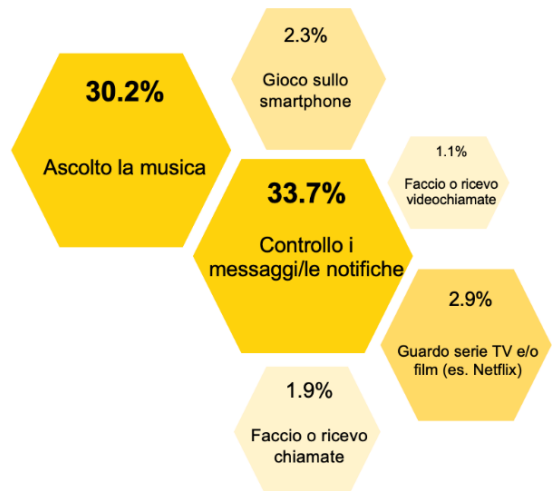 2.3%
Gioco sullo
smartphone
30.2%
Ascolto la musica
1.1%
Faccio o ricevo
videochiamate
33.7%
Controllo i
messaggi/le notifiche
2.9%
Guardo serie TV e/o
film (es. Netflix)
1.9%
Faccio o ricevo
chiamate